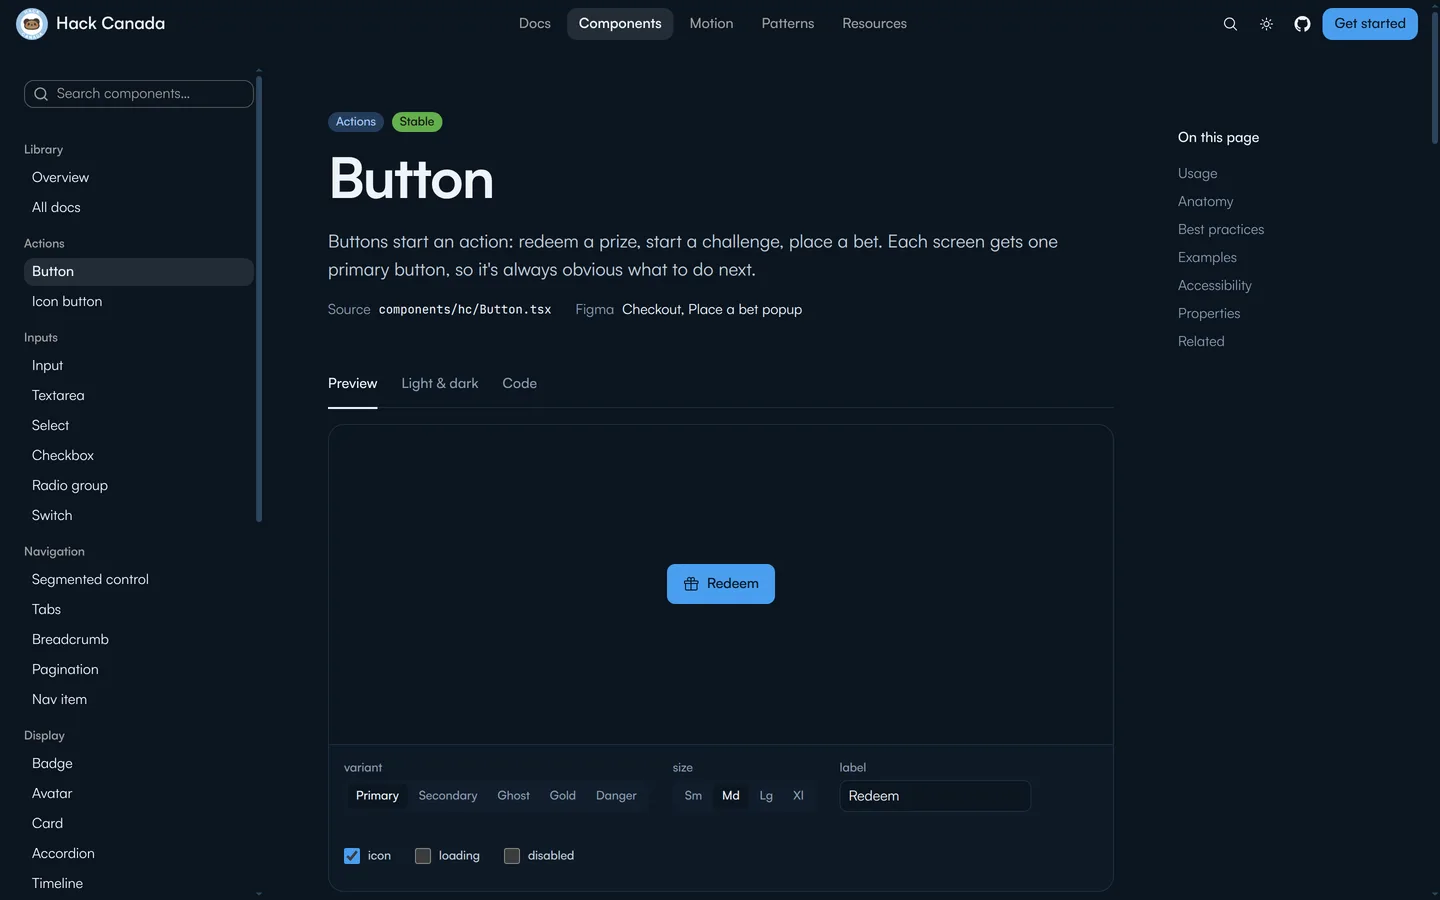 Hack Canada
Docs
Components
Motion
Patterns
Resources
Get started
Search components...
Library
Overview
All docs
Actions
Button
Icon button
Inputs
Input
Textarea
Select
Checkbox
Radio group
Switch
Navigation
Segmented control
Tabs
Breadcrumb
Pagination
Nav item
Display
Badge
Avatar
Card
Accordion
Timeline
Actions Stable
Button
Buttons start an action: redeem a prize, start a challenge, place a bet. Each screen gets one
primary button, so it's always obvious what to do next.
Source components/hc/Button.tsx Figma Checkout, Place a bet popup
Preview Light & dark Code
Redeem
variant
Primary Secondary Ghost Gold Danger
size
Sm Md Lg Xl
label
Redeem
icon loading disabled
On this page
Usage
Anatomy
Best practices
Examples
Accessibility
Properties
Related